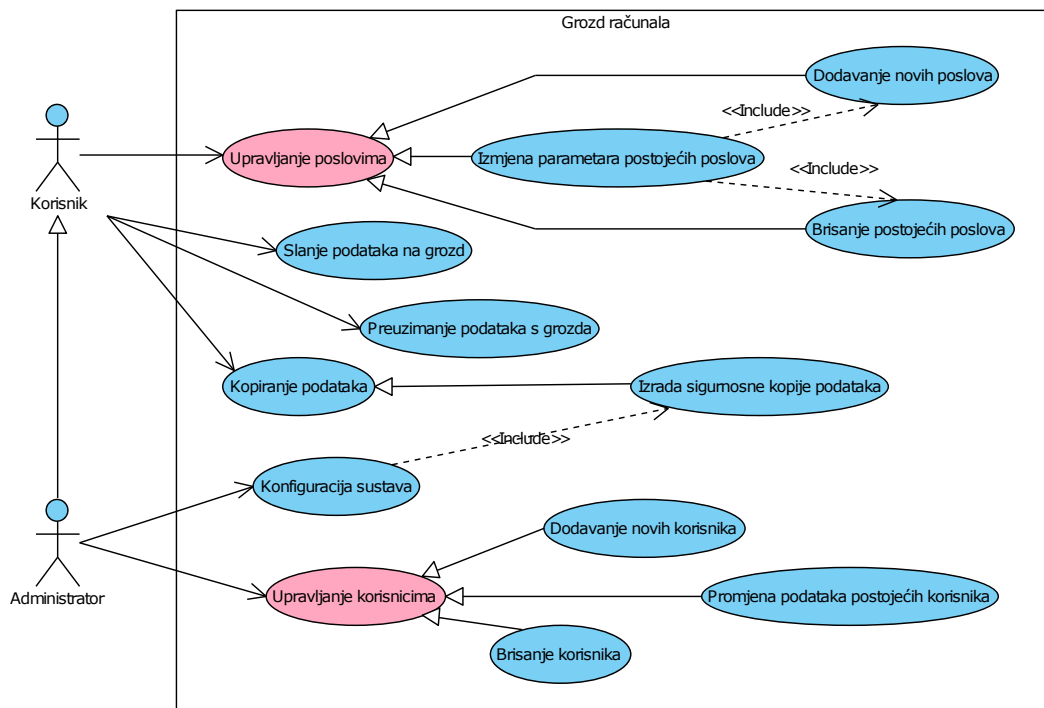 Grozd računala
Dodavanje novih poslova
<<Include>>
Korisnik
Upravljanje poslovima
Izmjena parametara postojećih poslova
<<Include>>
Brisanje postojećih poslova
Slanje podataka na grozd
Preuzimanje podataka s grozda
Kopiranje podataka
Izrada sigurnosne kopije podataka
<<Include>>
Konfiguracija sustava
Dodavanje novih korisnika
Administrator
Upravljanje korisnicima
Promjena podataka postojećih korisnika
Brisanje korisnika